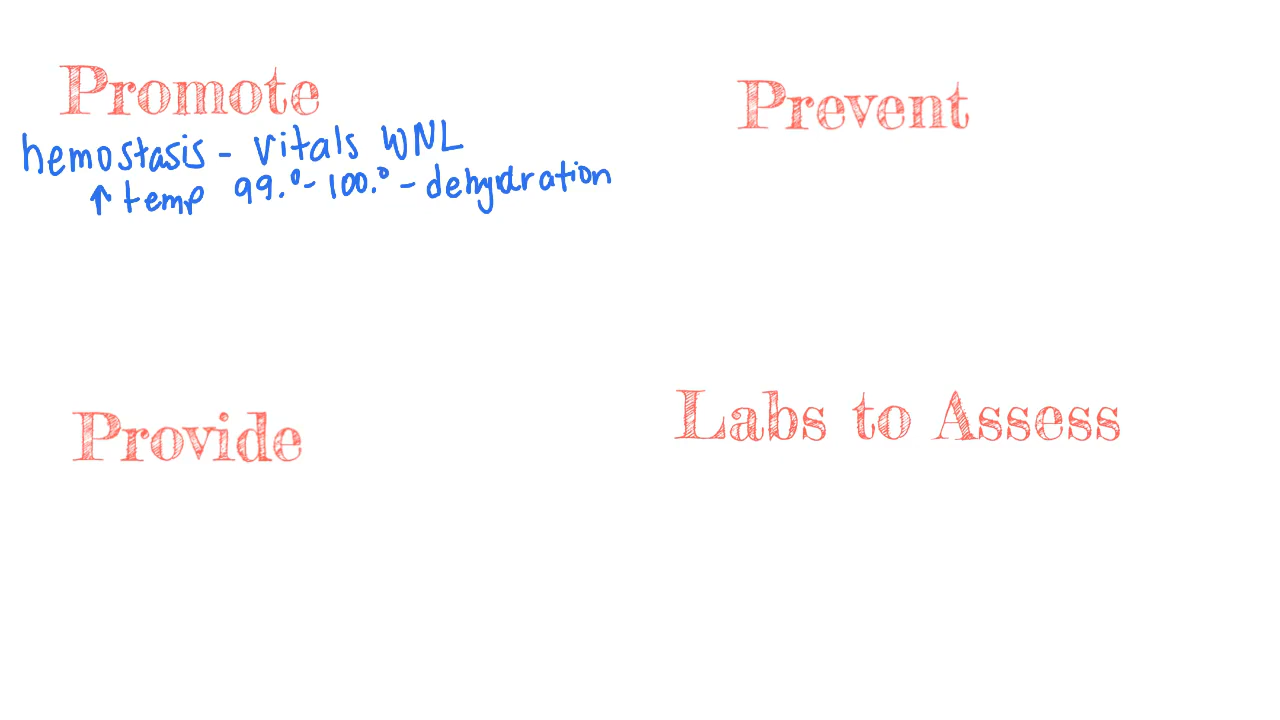 Promote
hemostasis - vitals WNL
↑ temp 99.° - 100.° - dehydration
Prevent
Provide
Labs to Assess